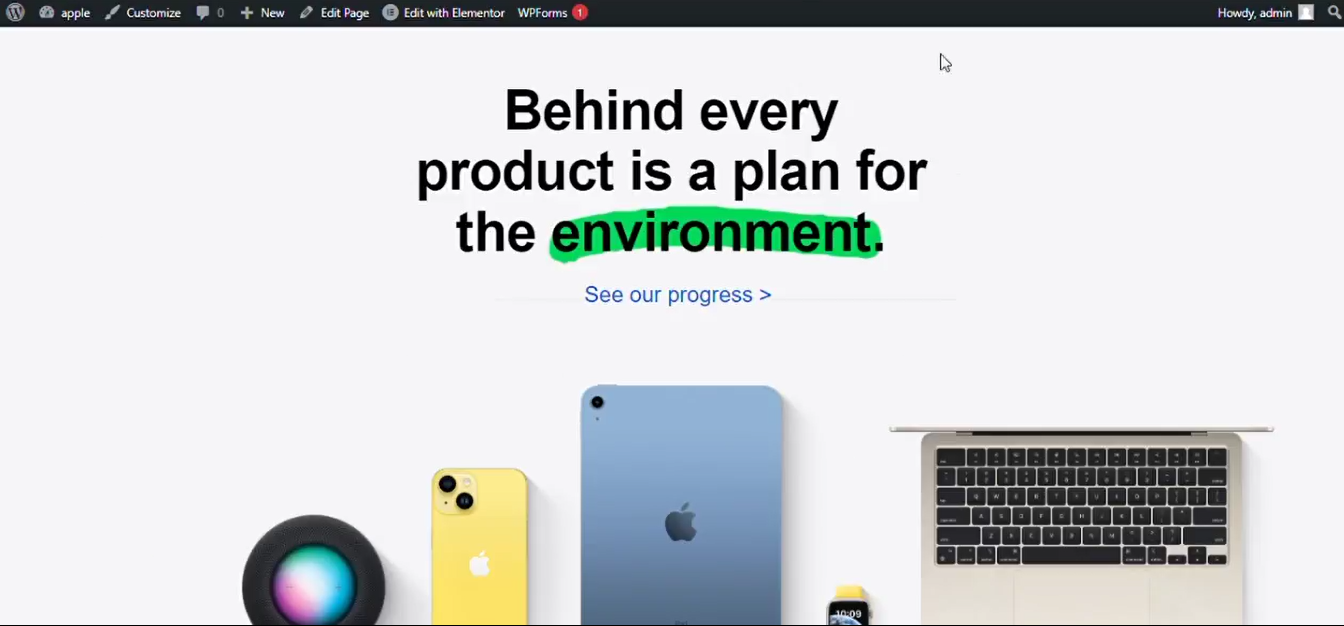 apple Customize 0 New Edit Page Edit with Elementor WPForms 1 Howdy, admin
Behind every
product is a plan for
the environment.
See our progress >
10:09